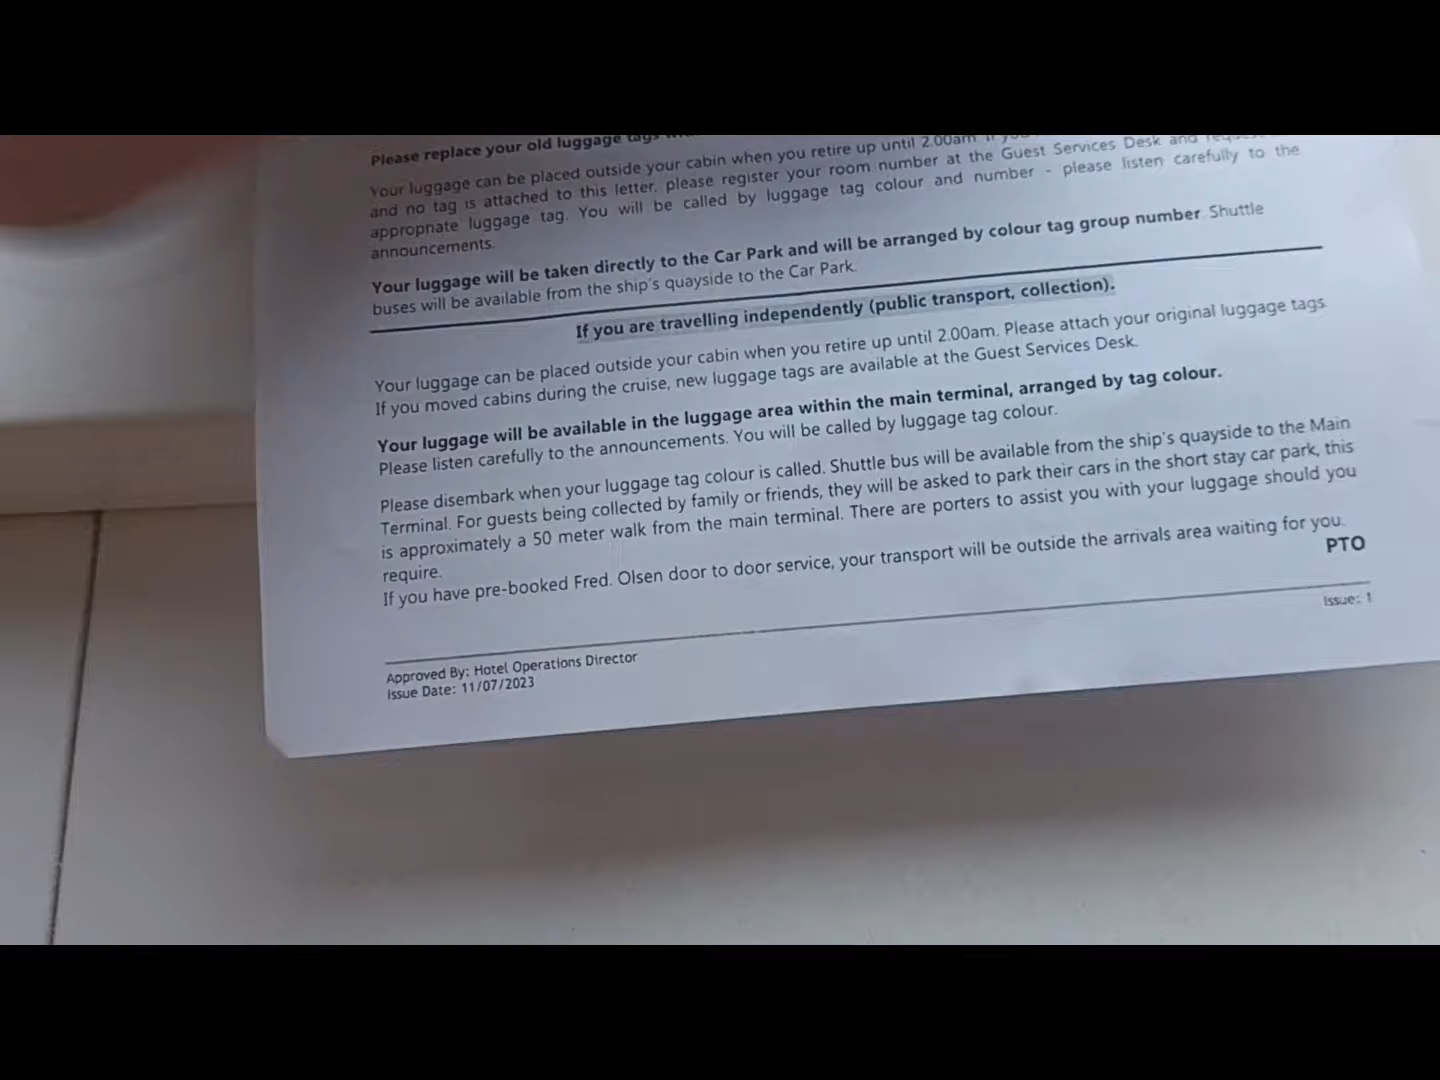 Please replace your old luggage tags
Your luggage can be placed outside your cabin when you retire up until 2.00am. If you
and no tag is attached to this letter, please register your room number at the Guest Services Desk and
appropriate luggage tag. You will be called by luggage tag colour and number - please listen carefully to the
announcements.
Your luggage will be taken directly to the Car Park and will be arranged by colour tag group number. Shuttle
buses will be available from the ship's quayside to the Car Park.
If you are travelling independently (public transport, collection).
Your luggage can be placed outside your cabin when you retire up until 2.00am. Please attach your original luggage tags.
If you moved cabins during the cruise, new luggage tags are available at the Guest Services Desk.
Your luggage will be available in the luggage area within the main terminal, arranged by tag colour.
Please listen carefully to the announcements. You will be called by luggage tag colour.
Please disembark when your luggage tag colour is called. Shuttle bus will be available from the ship's quayside to the Main
Terminal. For guests being collected by family or friends, they will be asked to park their cars in the short stay car park, this
is approximately a 50 meter walk from the main terminal. There are porters to assist you with your luggage should you
require.
If you have pre-booked Fred. Olsen door to door service, your transport will be outside the arrivals area waiting for you.
PTO
Issue: 1
Approved By: Hotel Operations Director
Issue Date: 11/07/2023